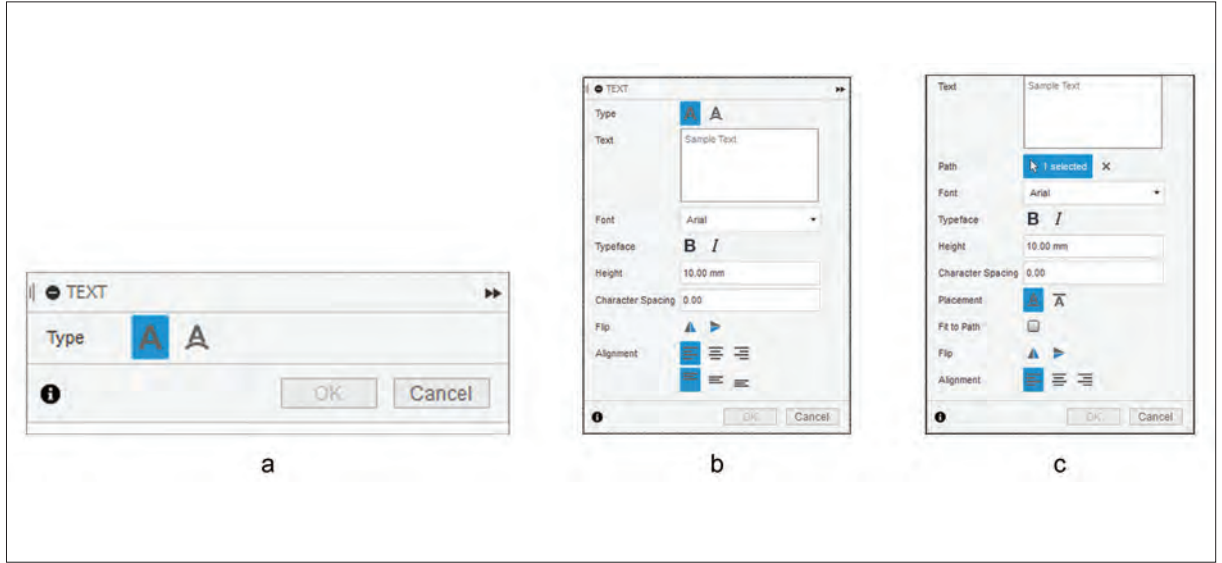 TEXT
Type
OK
Cancel
a
TEXT
Type
Text
Sample Text
Font
Arial
Typeface
B I
Height
10.00 mm
Character Spacing
0.00
Flip
Alignment
OK
Cancel
b
Text
Sample Text
Path
1 selected
Font
Arial
Typeface
B I
Height
10.00 mm
Character Spacing
0.00
Placement
Fit to Path
Flip
Alignment
OK
Cancel
c